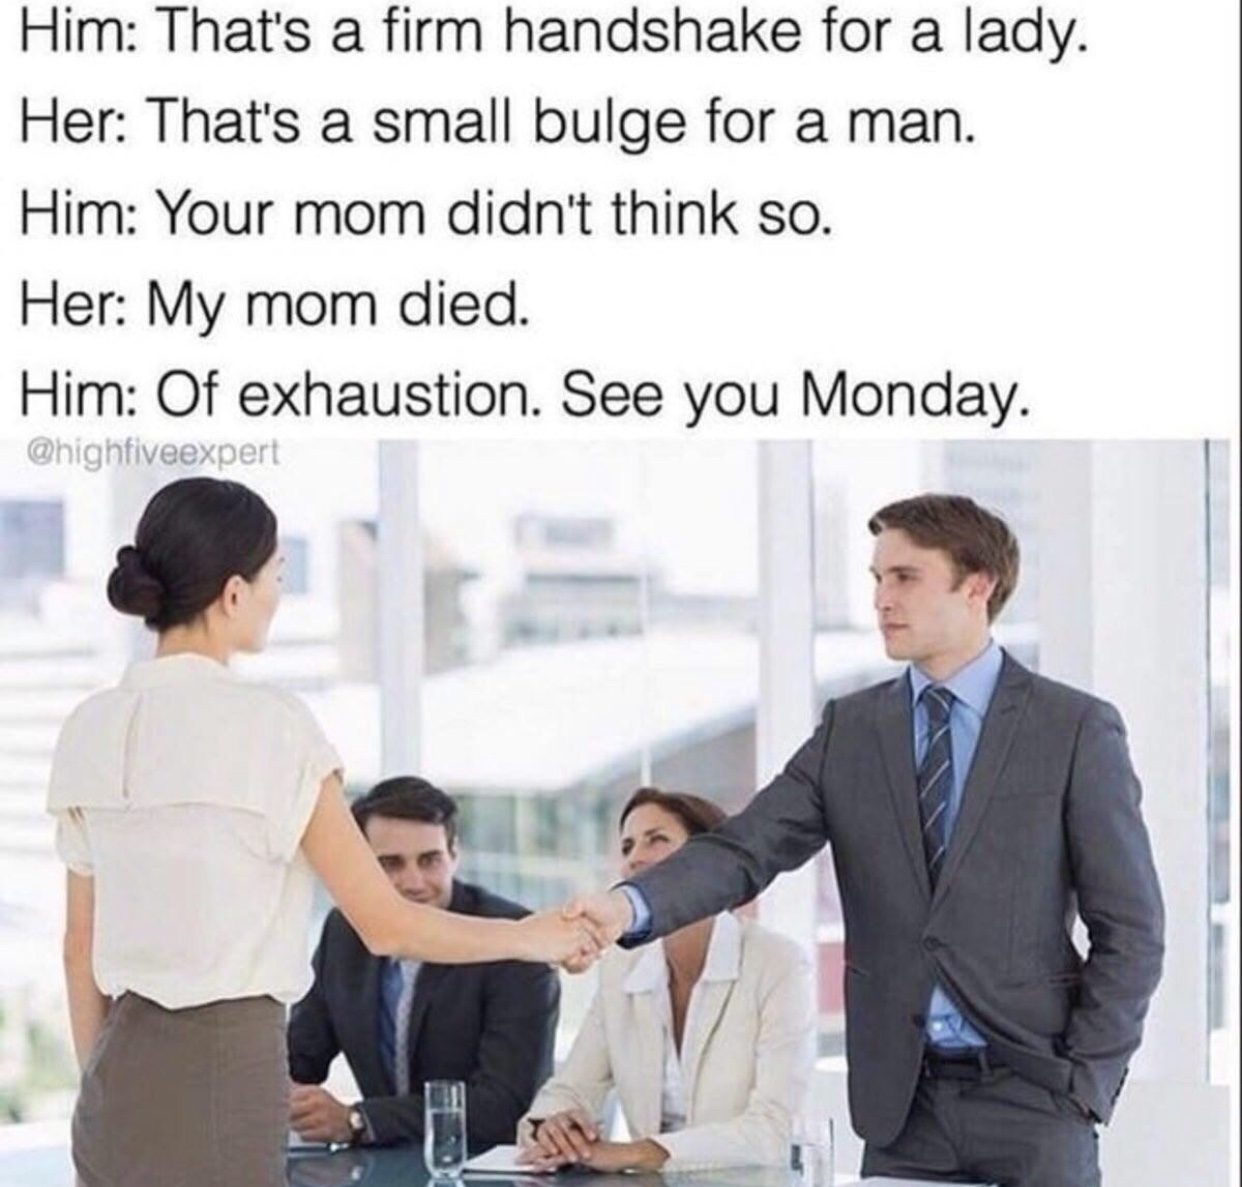 Him: That's a firm handshake for a lady.
Her: That's a small bulge for a man.
Him: Your mom didn't think so.
Her: My mom died.
Him: Of exhaustion. See you Monday.
@highfiveexpert